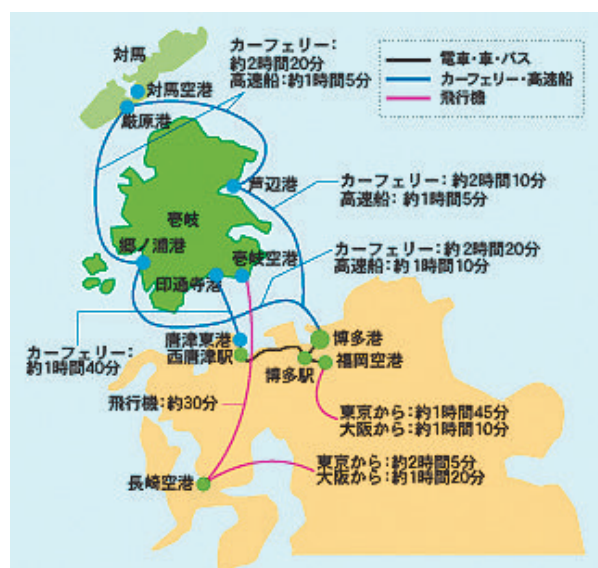 カーフェリー：
約2時間20分
高速船：約1時間5分
電車・車・バス
カーフェリー・高速船
飛行機
対馬
対馬空港
厳原港
芦辺港
カーフェリー：約2時間10分
高速船：約1時間5分
壱岐
郷ノ浦港
壱岐空港
印通寺港
カーフェリー：約2時間20分
高速船：約1時間10分
カーフェリー：
約1時間40分
唐津東港
西唐津駅
博多港
博多駅
福岡空港
飛行機：約30分
東京から：約1時間45分
大阪から：約1時間10分
長崎空港
東京から：約2時間5分
大阪から：約1時間20分